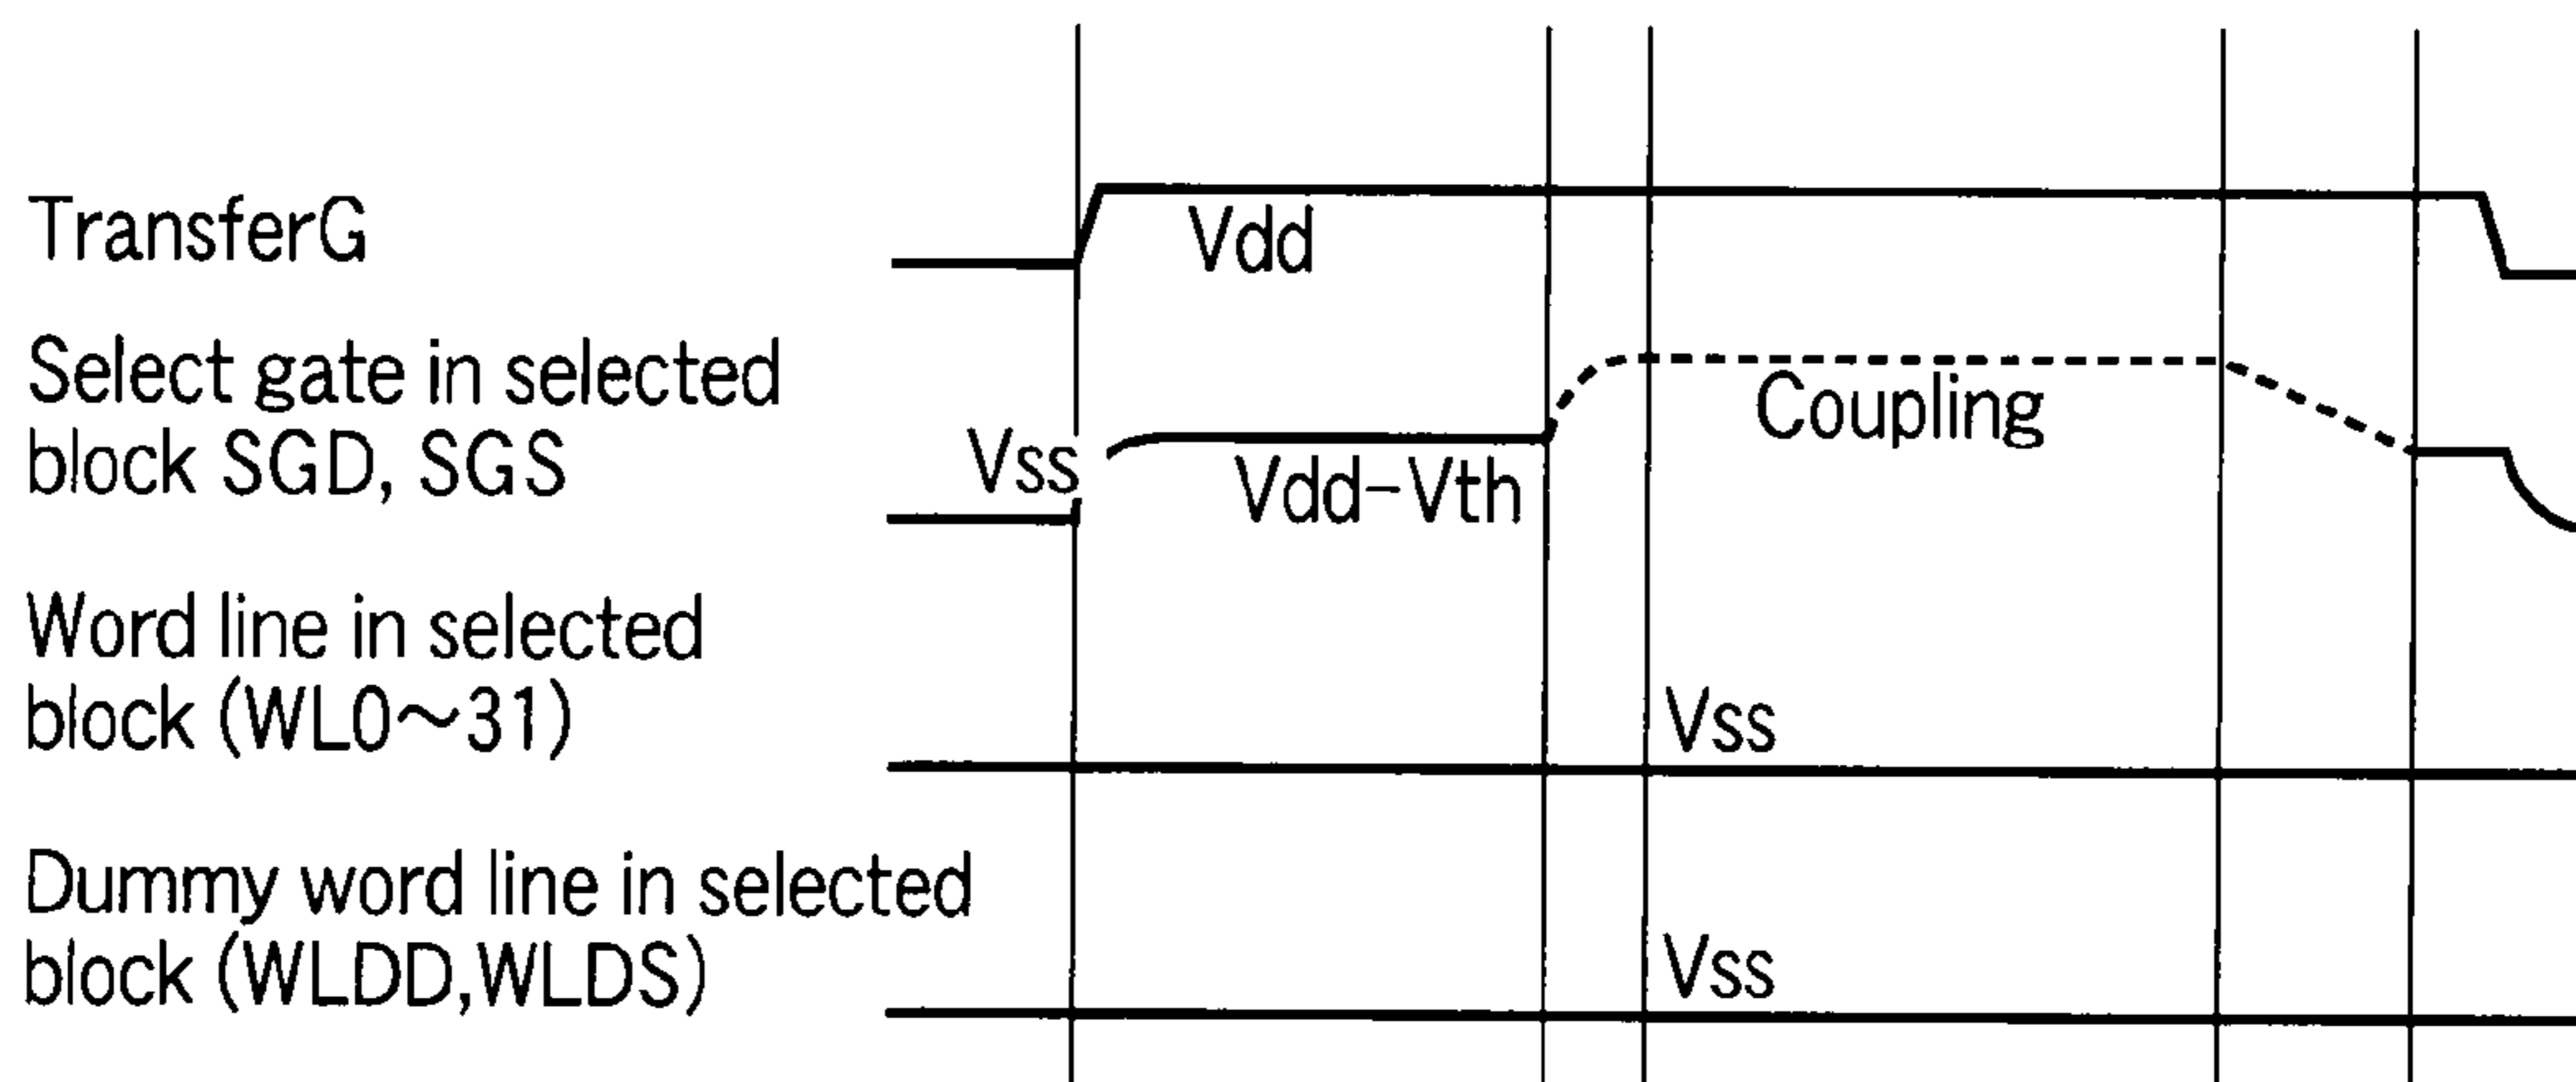 TransferG
Vdd
Select gate in selected
block SGD, SGS
Vss
Vdd-Vth
Coupling
Word line in selected
block (WL0~31)
Vss
Dummy word line in selected
block (WLDD,WLDS)
Vss